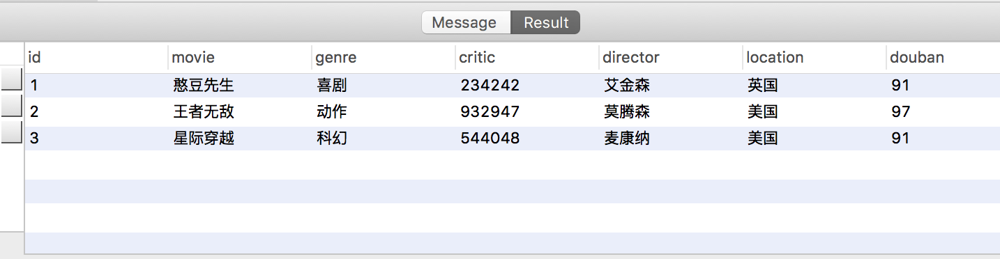 Message Result
id movie genre critic director location douban
1 憨豆先生 喜剧 234242 艾金森 英国 91
2 王者无敌 动作 932947 莫腾森 美国 97
3 星际穿越 科幻 544048 麦康纳 美国 91